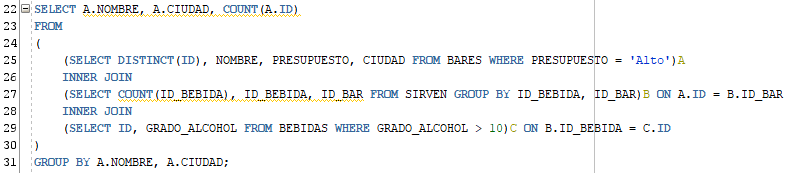 22 SELECT A.NOMBRE, A.CIUDAD, COUNT(A.ID)
23 FROM
24 (
25 (SELECT DISTINCT(ID), NOMBRE, PRESUPUESTO, CIUDAD FROM BARES WHERE PRESUPUESTO = 'Alto')A
26 INNER JOIN
27 (SELECT COUNT(ID_BEBIDA), ID_BEBIDA, ID_BAR FROM SIRVEN GROUP BY ID_BEBIDA, ID_BAR)B ON A.ID = B.ID_BAR
28 INNER JOIN
29 (SELECT ID, GRADO_ALCOHOL FROM BEBIDAS WHERE GRADO_ALCOHOL > 10)C ON B.ID_BEBIDA = C.ID
30 )
31 GROUP BY A.NOMBRE, A.CIUDAD;